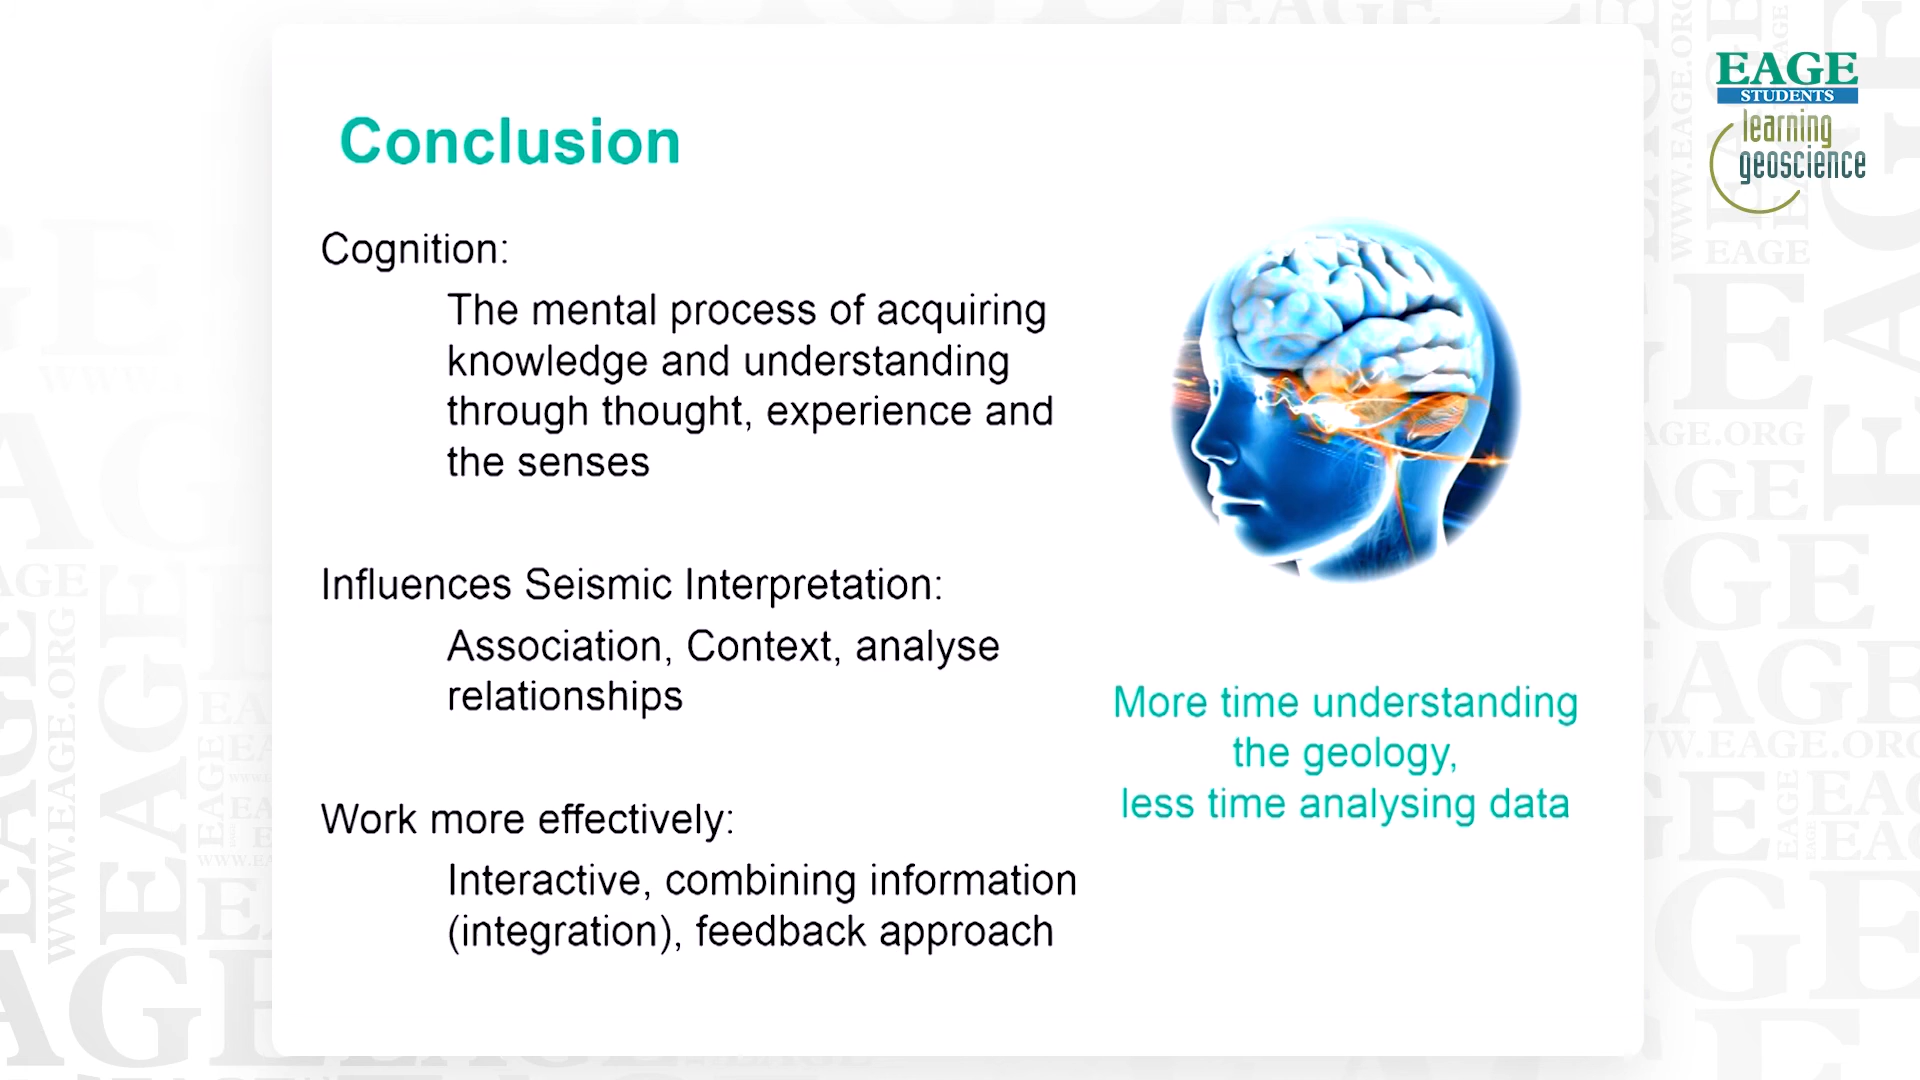 Conclusion
Cognition:
The mental process of acquiring
knowledge and understanding
through thought, experience and
the senses
Influences Seismic Interpretation:
Association, Context, analyse
relationships
Work more effectively:
Interactive, combining information
(integration), feedback approach
More time understanding
the geology,
less time analysing data
EAGE
STUDENTS
learning
geoscience